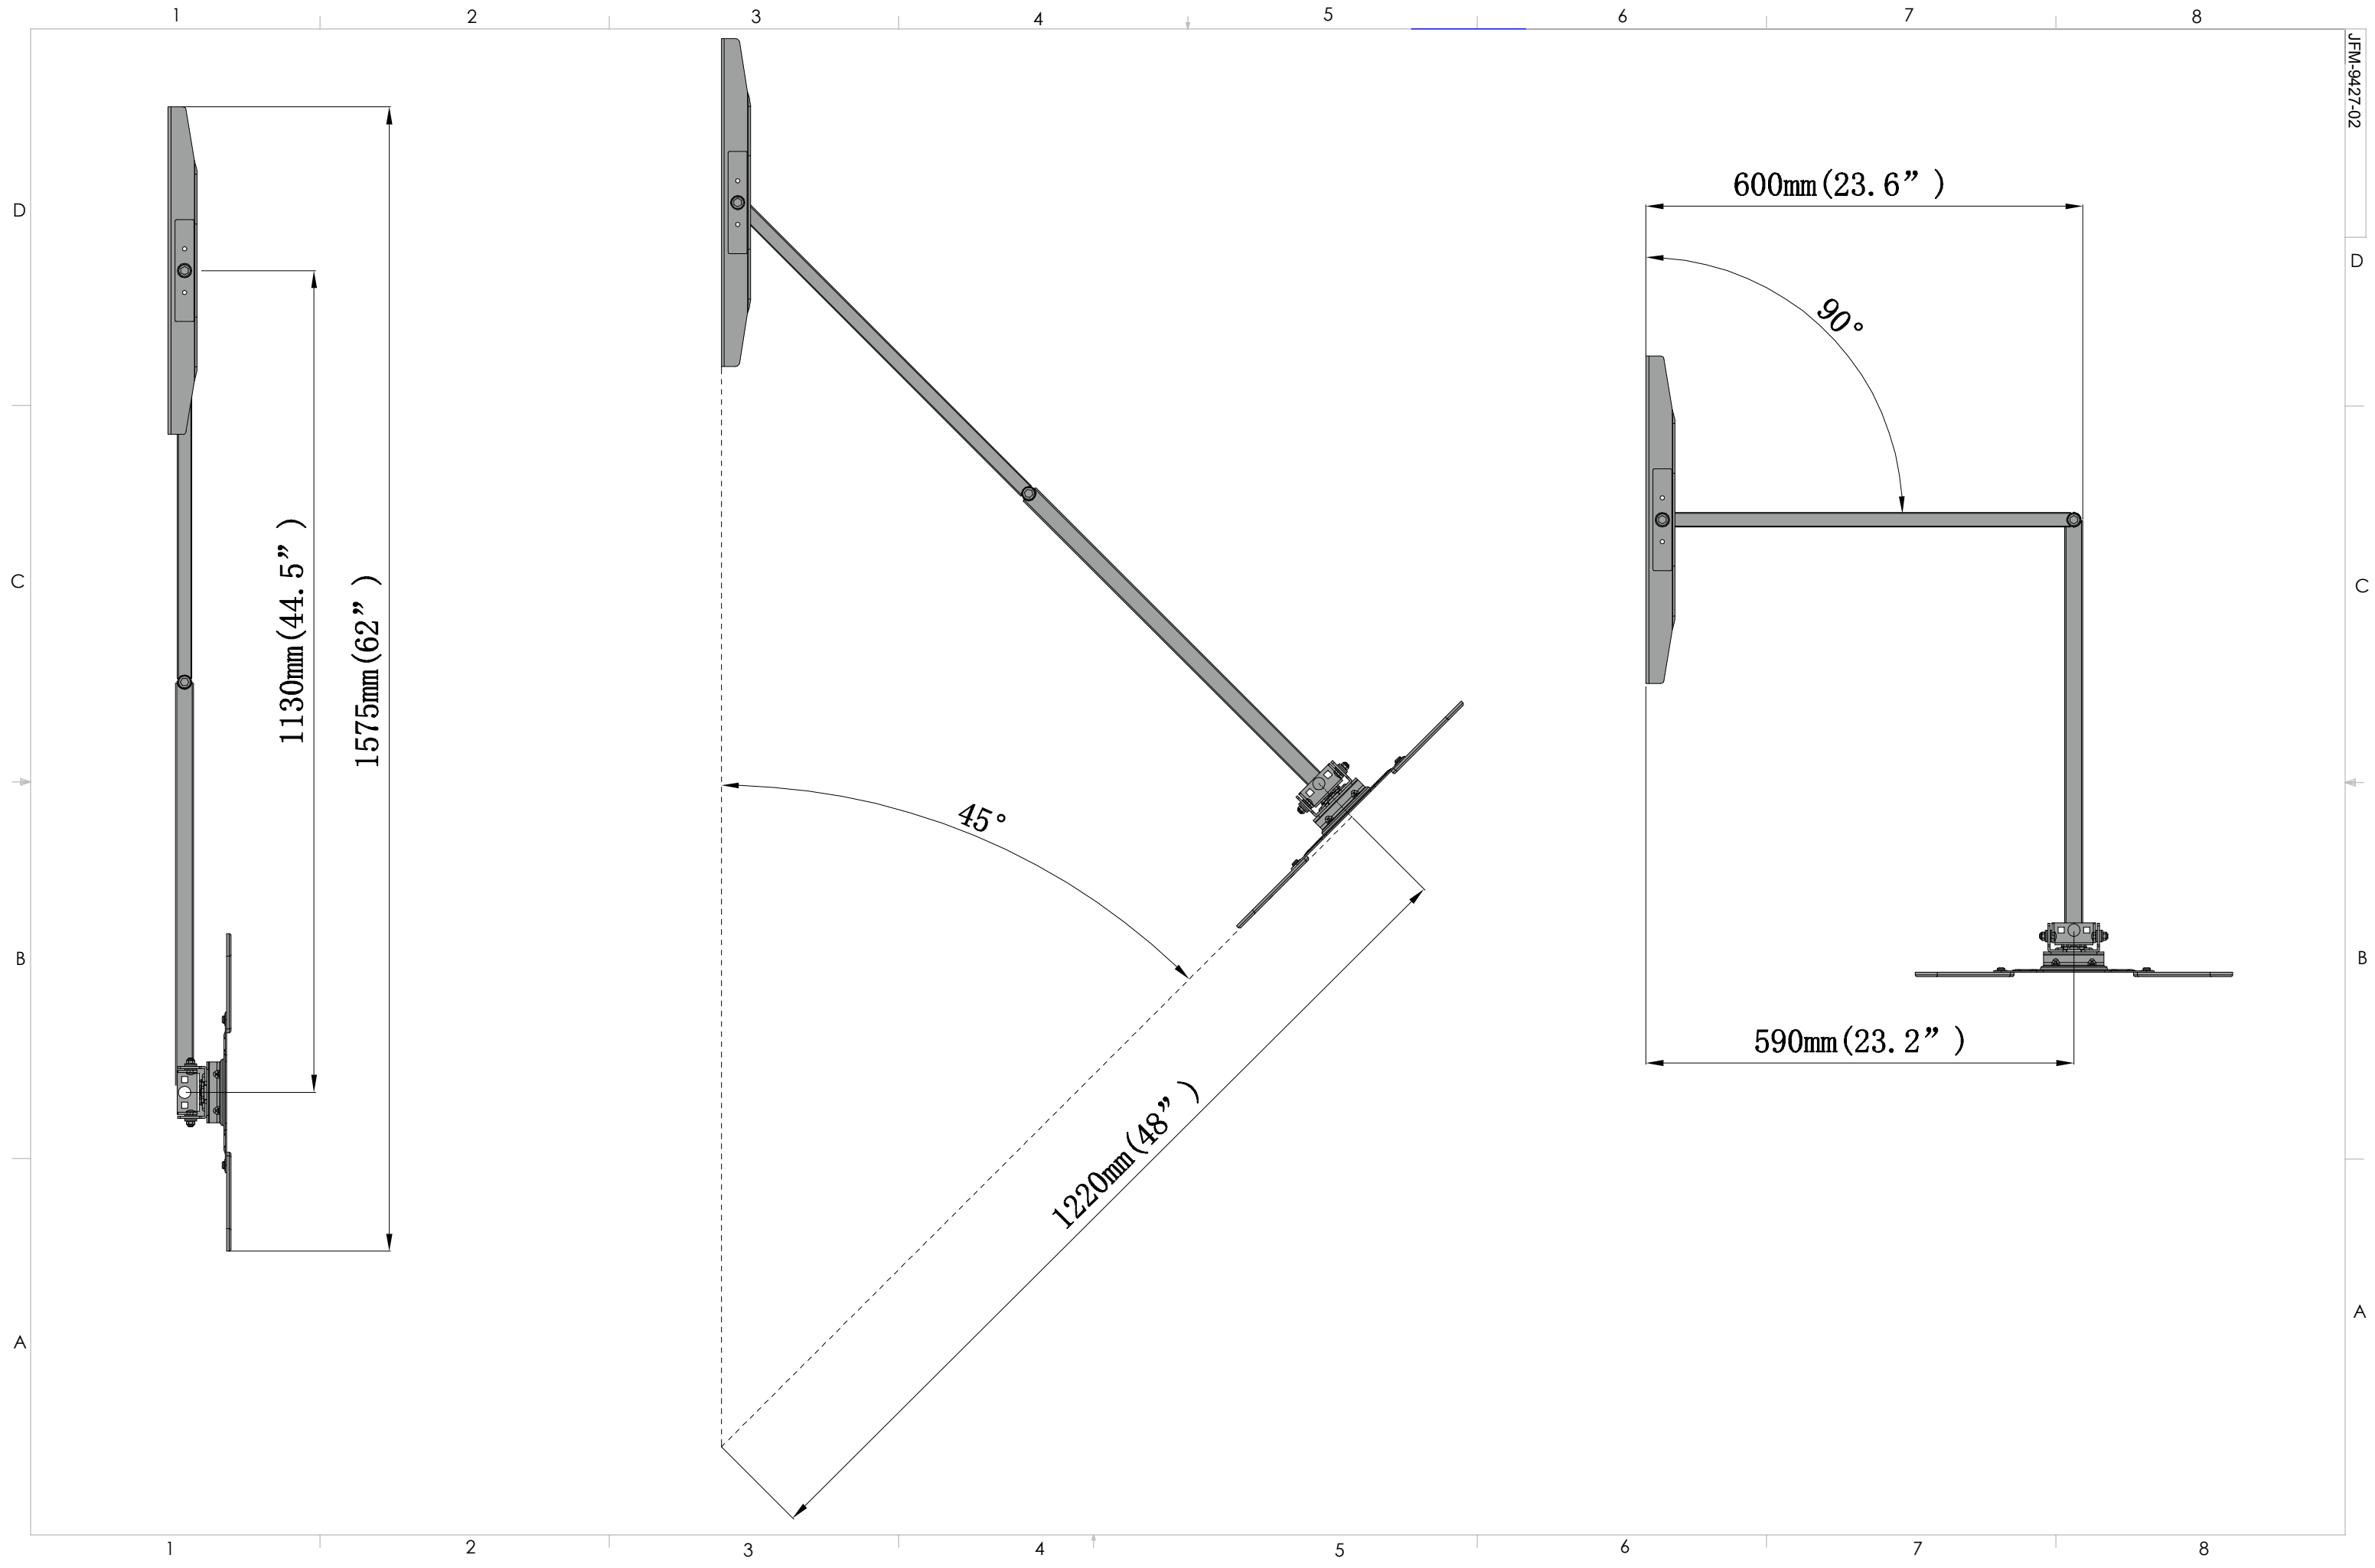 1 2 3 4 5 6 7 8
JFM-9427-02
D
D
C
C
B
B
A
A
1130mm(44.5”)
1575mm(62”)
45°
1220mm(48”)
600mm(23.6”)
90°
590mm(23.2”)
1 2 3 4 5 6 7 8